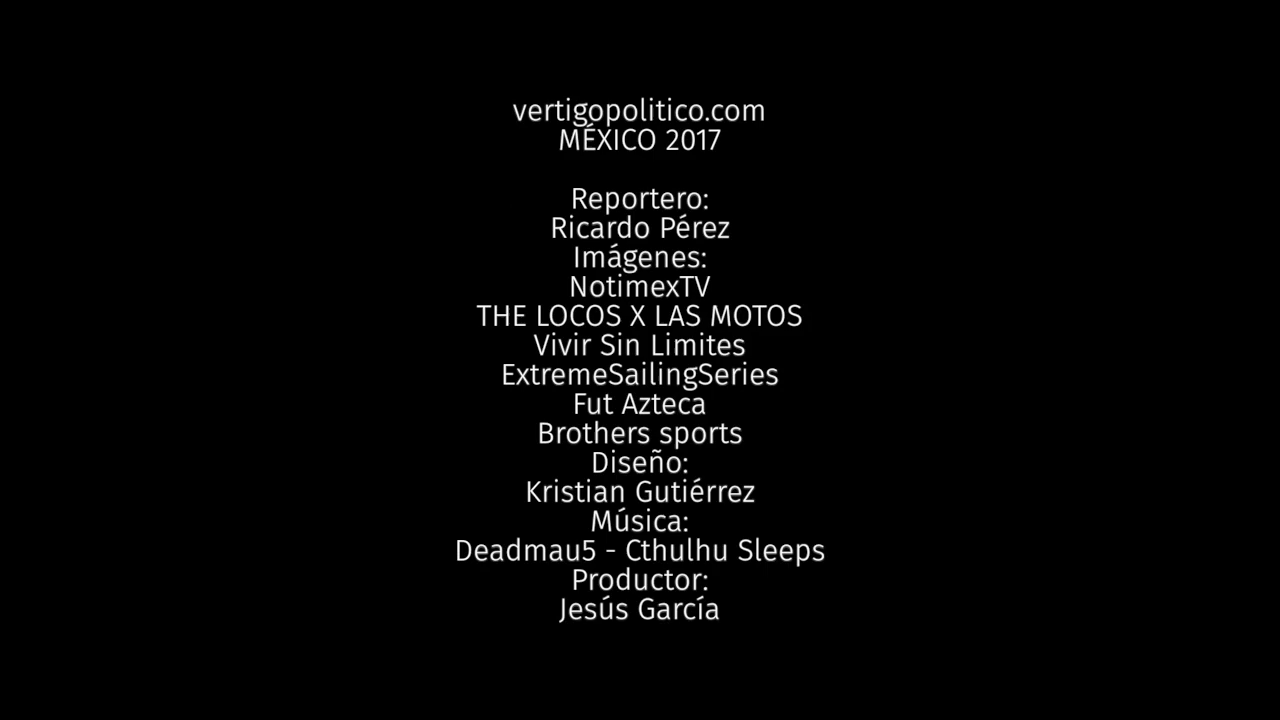 vertigopolitico.com
MÉXICO 2017
Reportero:
Ricardo Pérez
Imágenes:
NotimexTV
THE LOCOS X LAS MOTOS
Vivir Sin Limites
ExtremeSailingSeries
Fut Azteca
Brothers sports
Diseño:
Kristian Gutiérrez
Música:
Deadmau5 - Cthulhu Sleeps
Productor:
Jesús García